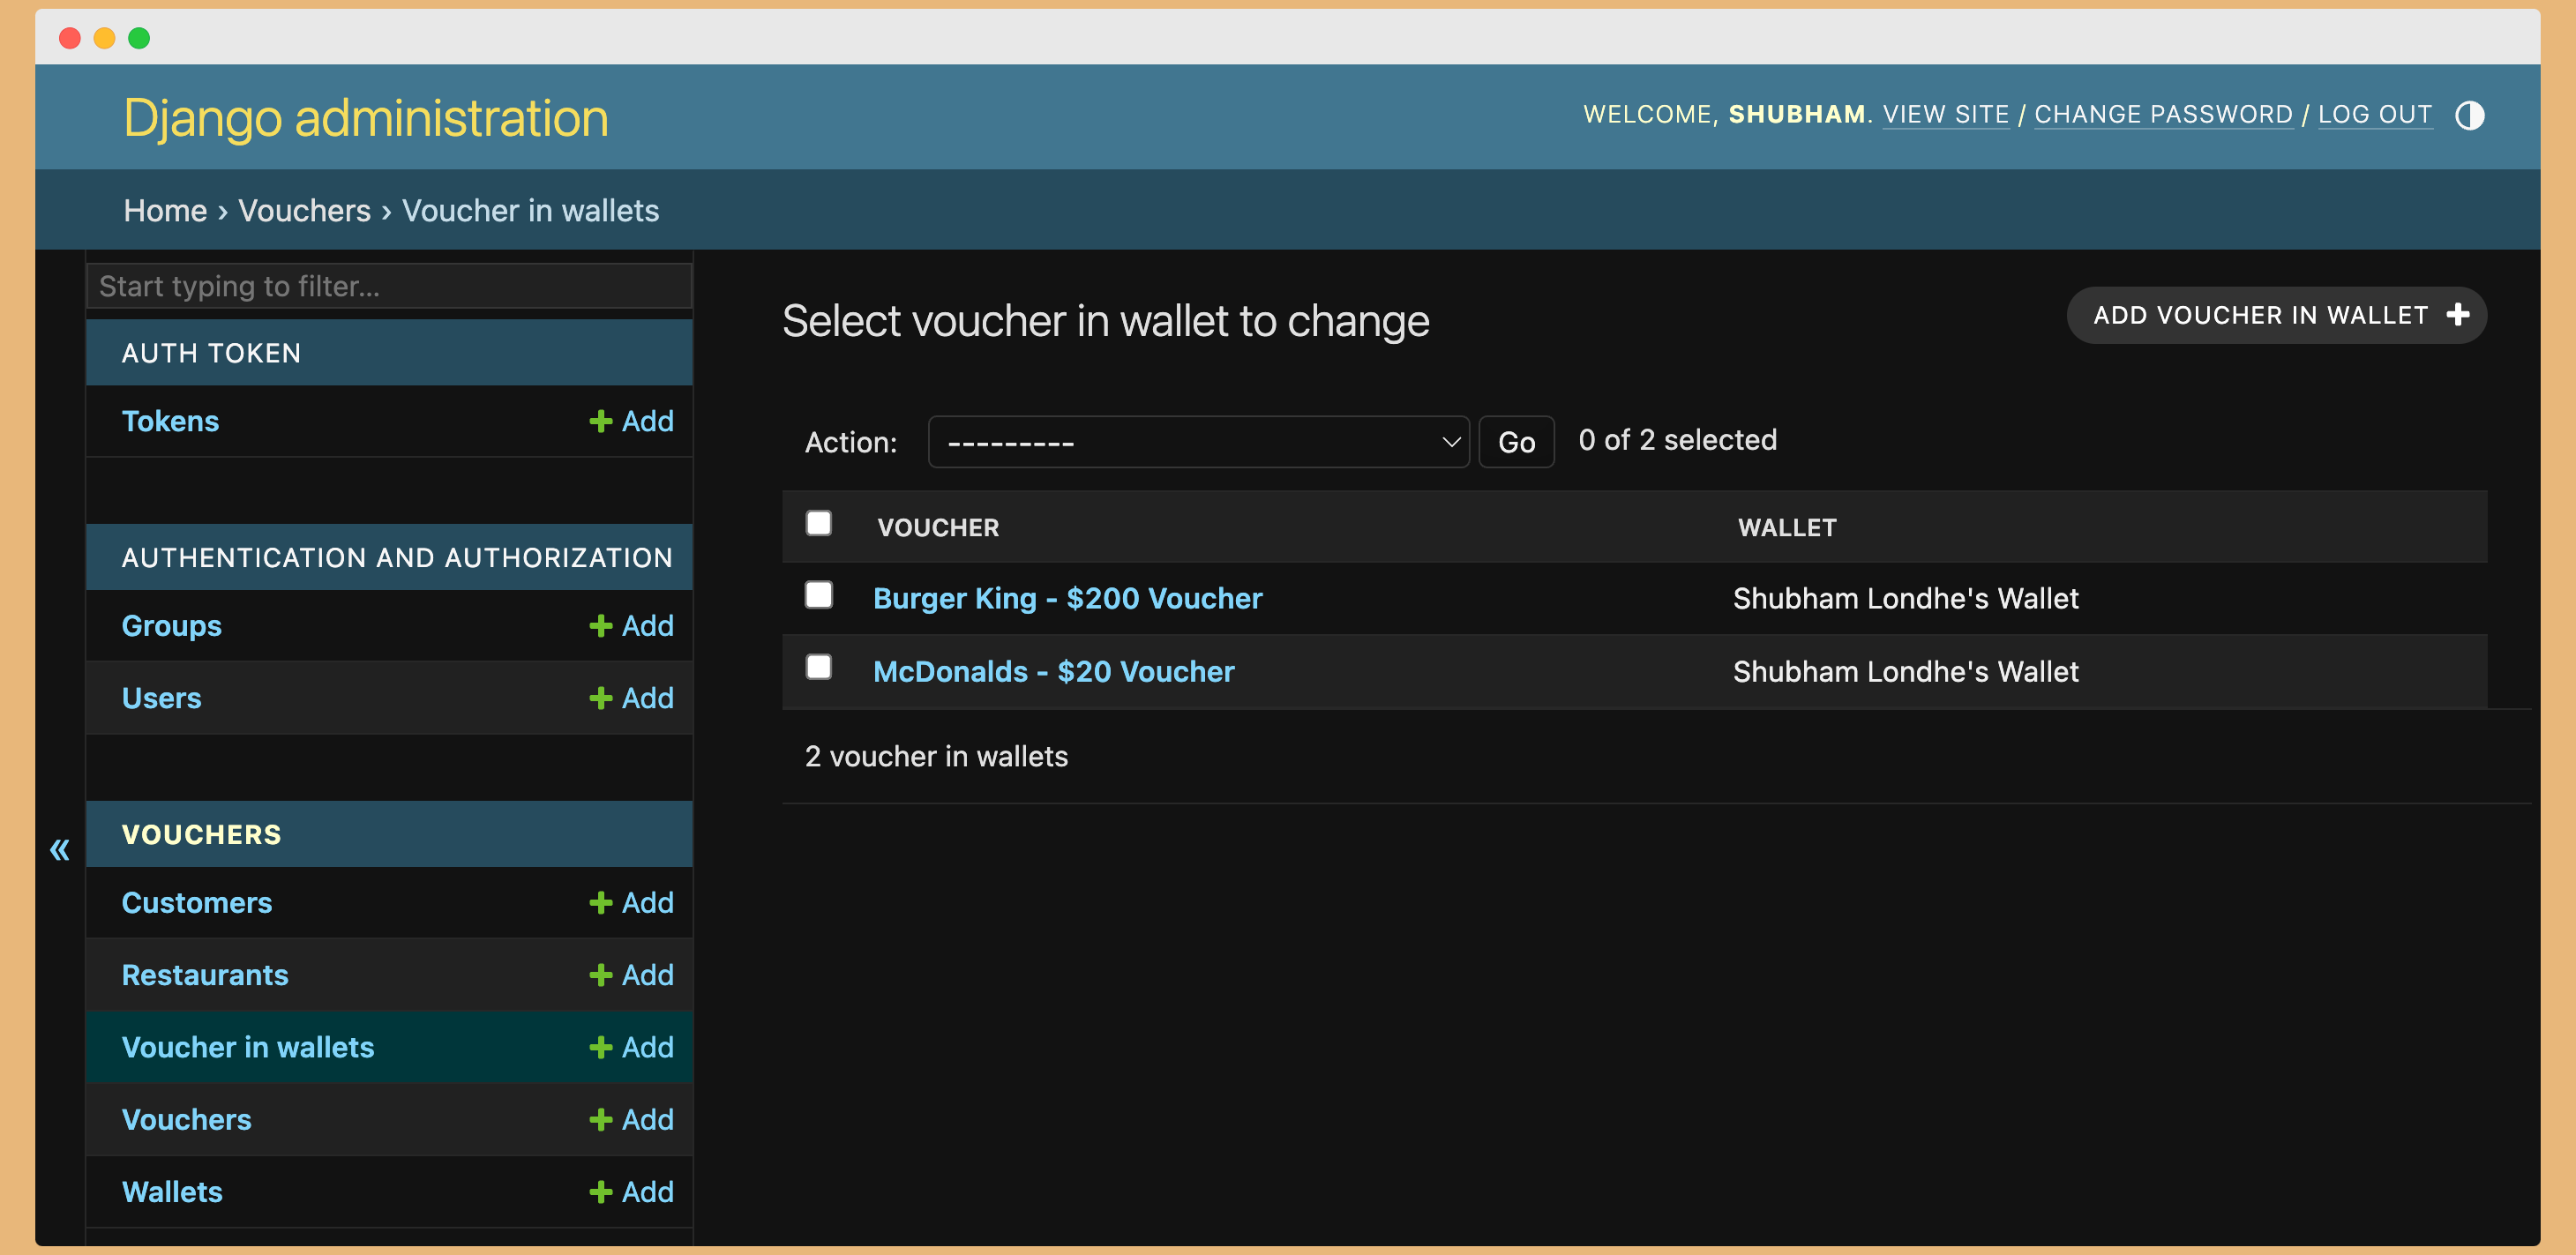 Django administration
WELCOME, SHUBHAM. VIEW SITE / CHANGE PASSWORD / LOG OUT
Home › Vouchers › Voucher in wallets
Start typing to filter...
AUTH TOKEN
Tokens
Add
AUTHENTICATION AND AUTHORIZATION
Groups
Add
Users
Add
VOUCHERS
Customers
Add
Restaurants
Add
Voucher in wallets
Add
Vouchers
Add
Wallets
Add
«
Select voucher in wallet to change
ADD VOUCHER IN WALLET +
Action: --------- Go 0 of 2 selected
VOUCHER WALLET
Burger King - $200 Voucher Shubham Londhe's Wallet
McDonalds - $20 Voucher Shubham Londhe's Wallet
2 voucher in wallets